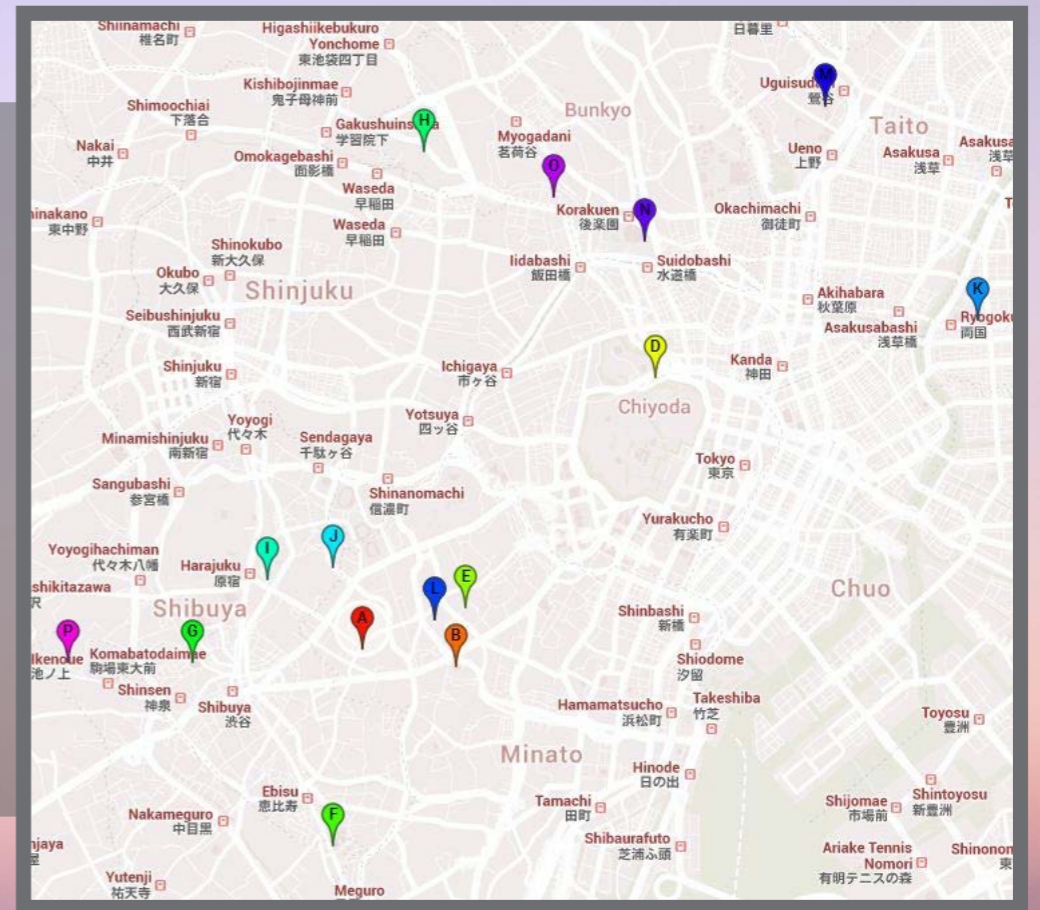 Shiinamachi
椎名町
Higashiikebukuro
Yonchome
東池袋四丁目
日暮里
Kishibojinmae
鬼子母神前
M
鶯谷
Shimoochiai
下落合
H
学習院下
Bunkyo
Myogadani
茗荷谷
Taito
Nakai
中井
Omokagebashi
面影橋
Ueno
上野
Asakusa
浅草
Asakusa
浅草
Waseda
早稲田
O
Waseda
早稲田
Korakuen
後楽園
N
Okachimachi
御徒町
東中野
Shinokubo
新大久保
Okubo
大久保
Iidabashi
飯田橋
Suidobashi
水道橋
Shinjuku
Akihabara
秋葉原
K
両国
Seibushinjuku
西武新宿
Asakusabashi
浅草橋
D
Shinjuku
新宿
Ichigaya
市ヶ谷
Kanda
神田
Yoyogi
代々木
Yotsuya
四ッ谷
Chiyoda
Minamishinjuku
南新宿
Sendagaya
千駄ヶ谷
Tokyo
東京
Sangubashi
参宮橋
Shinanomachi
信濃町
Yurakucho
有楽町
Yoyogihachiman
代々木八幡
J
I
Harajuku
原宿
E
L
Chuo
shikitazawa
沢
Shibuya
A
B
Shinbashi
新橋
P
G
池ノ上
駒場東大前
Shiodome
汐留
Shinsen
神泉
Shibuya
渋谷
Hamamatsucho
浜松町
Takeshiba
竹芝
Toyosu
豊洲
Minato
Hinode
日の出
Ebisu
恵比寿
Nakameguro
中目黒
F
Tamachi
田町
Shijomae
市場前
Shintoyosu
新豊洲
Shibaurafuto
芝浦ふ頭
njaya
屋
Ariake Tennis
Nomori
有明テニスの森
Shinonon
東
Yutenji
祐天寺
Meguro